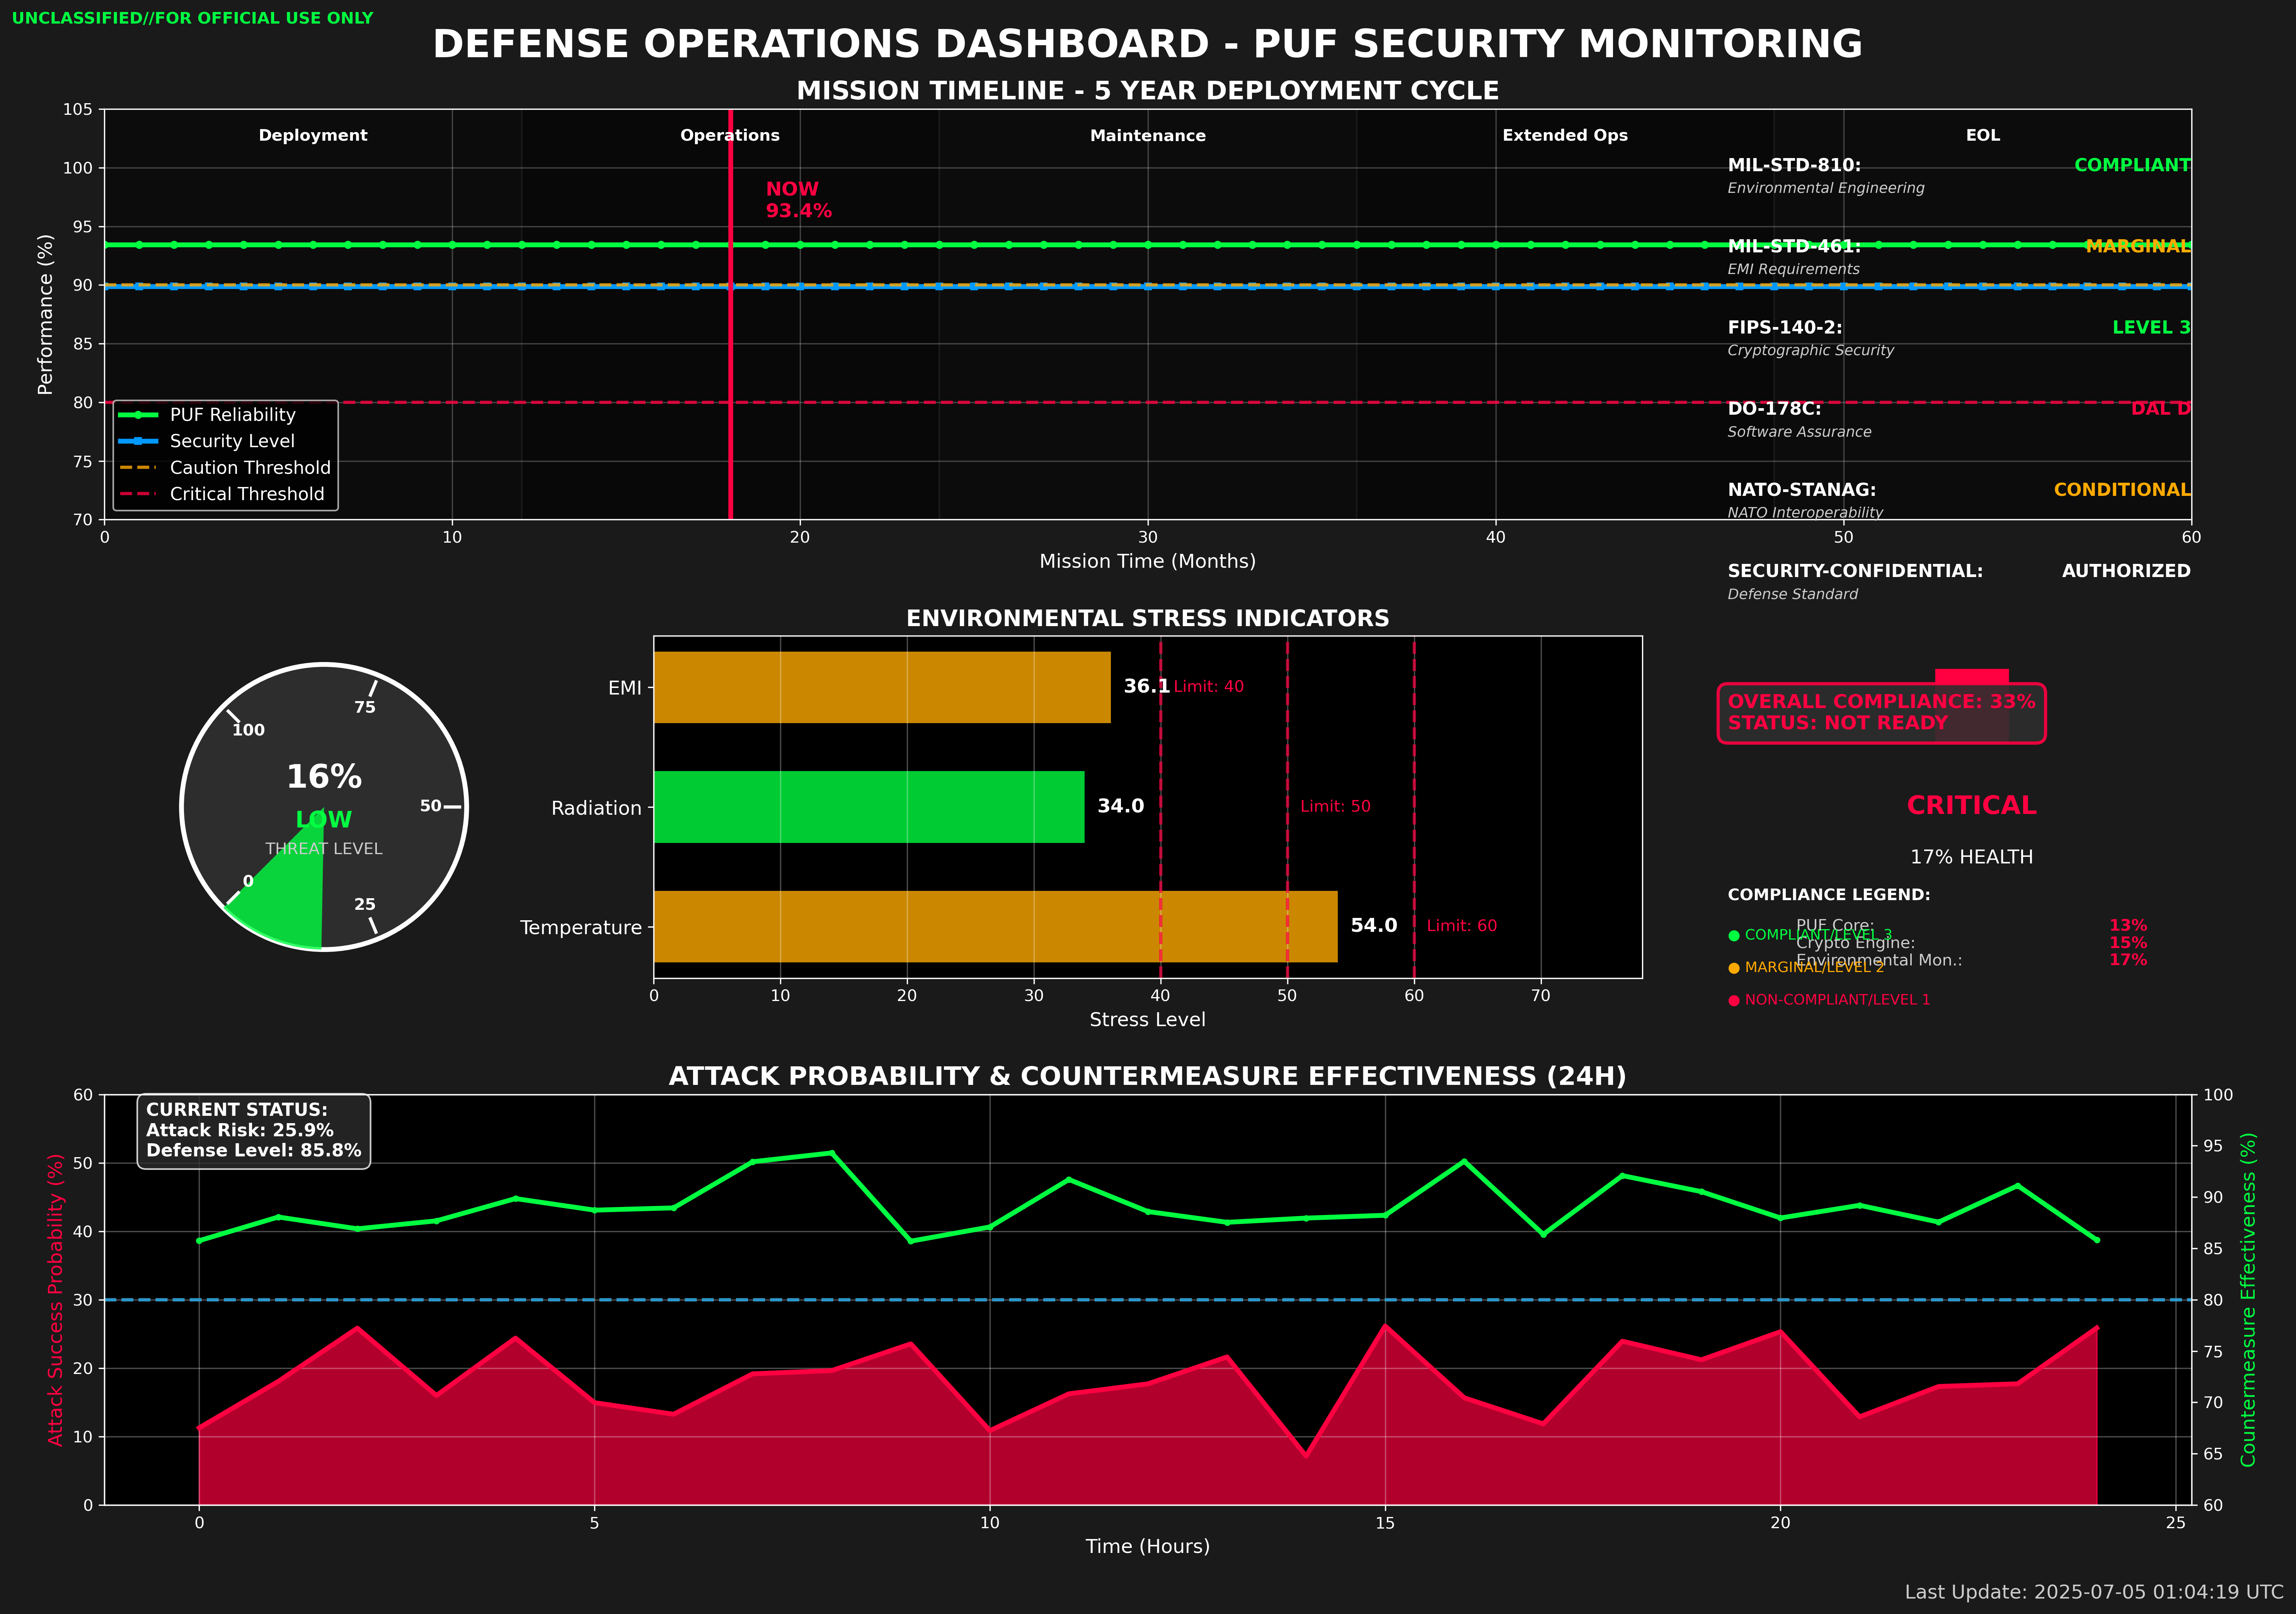 UNCLASSIFIED//FOR OFFICIAL USE ONLY
DEFENSE OPERATIONS DASHBOARD - PUF SECURITY MONITORING
MISSION TIMELINE - 5 YEAR DEPLOYMENT CYCLE
Deployment
Operations
Maintenance
Extended Ops
EOL
NOW
93.4%
Performance (%)
105
100
95
90
85
80
75
70
PUF Reliability
Security Level
Caution Threshold
Critical Threshold
0
10
20
30
40
50
60
Mission Time (Months)
MIL-STD-810: COMPLIANT
Environmental Engineering
MIL-STD-461: MARGINAL
EMI Requirements
FIPS-140-2: LEVEL 3
Cryptographic Security
DO-178C: DAL D
Software Assurance
NATO-STANAG: CONDITIONAL
NATO Interoperability
SECURITY-CONFIDENTIAL: AUTHORIZED
Defense Standard
100
75
50
25
0
16%
LOW
THREAT LEVEL
ENVIRONMENTAL STRESS INDICATORS
EMI
36.1
Limit: 40
Radiation
34.0
Limit: 50
Temperature
54.0
Limit: 60
0
10
20
30
40
50
60
70
Stress Level
OVERALL COMPLIANCE: 33%
STATUS: NOT READY
CRITICAL
17% HEALTH
COMPLIANCE LEGEND:
PUF Core: 13%
COMPLIANT/LEVEL 3
Crypto Engine: 15%
Environmental Mon.: 17%
MARGINAL/LEVEL 2
NON-COMPLIANT/LEVEL 1
ATTACK PROBABILITY & COUNTERMEASURE EFFECTIVENESS (24H)
CURRENT STATUS:
Attack Risk: 25.9%
Defense Level: 85.8%
Attack Success Probability (%)
60
50
40
30
20
10
0
100
95
90
85
80
75
70
65
60
Countermeasure Effectiveness (%)
0
5
10
15
20
25
Time (Hours)
Last Update: 2025-07-05 01:04:19 UTC